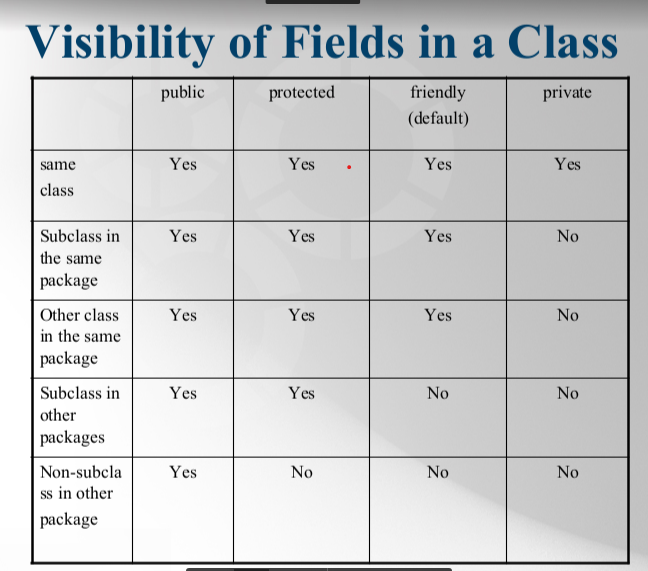 Visibility of Fields in a Class
public protected friendly private
(default)
same Yes Yes Yes Yes
class
Subclass in Yes Yes Yes No
the same
package
Other class Yes Yes Yes No
in the same
package
Subclass in Yes Yes No No
other
packages
Non-subcla Yes No No No
ss in other
package